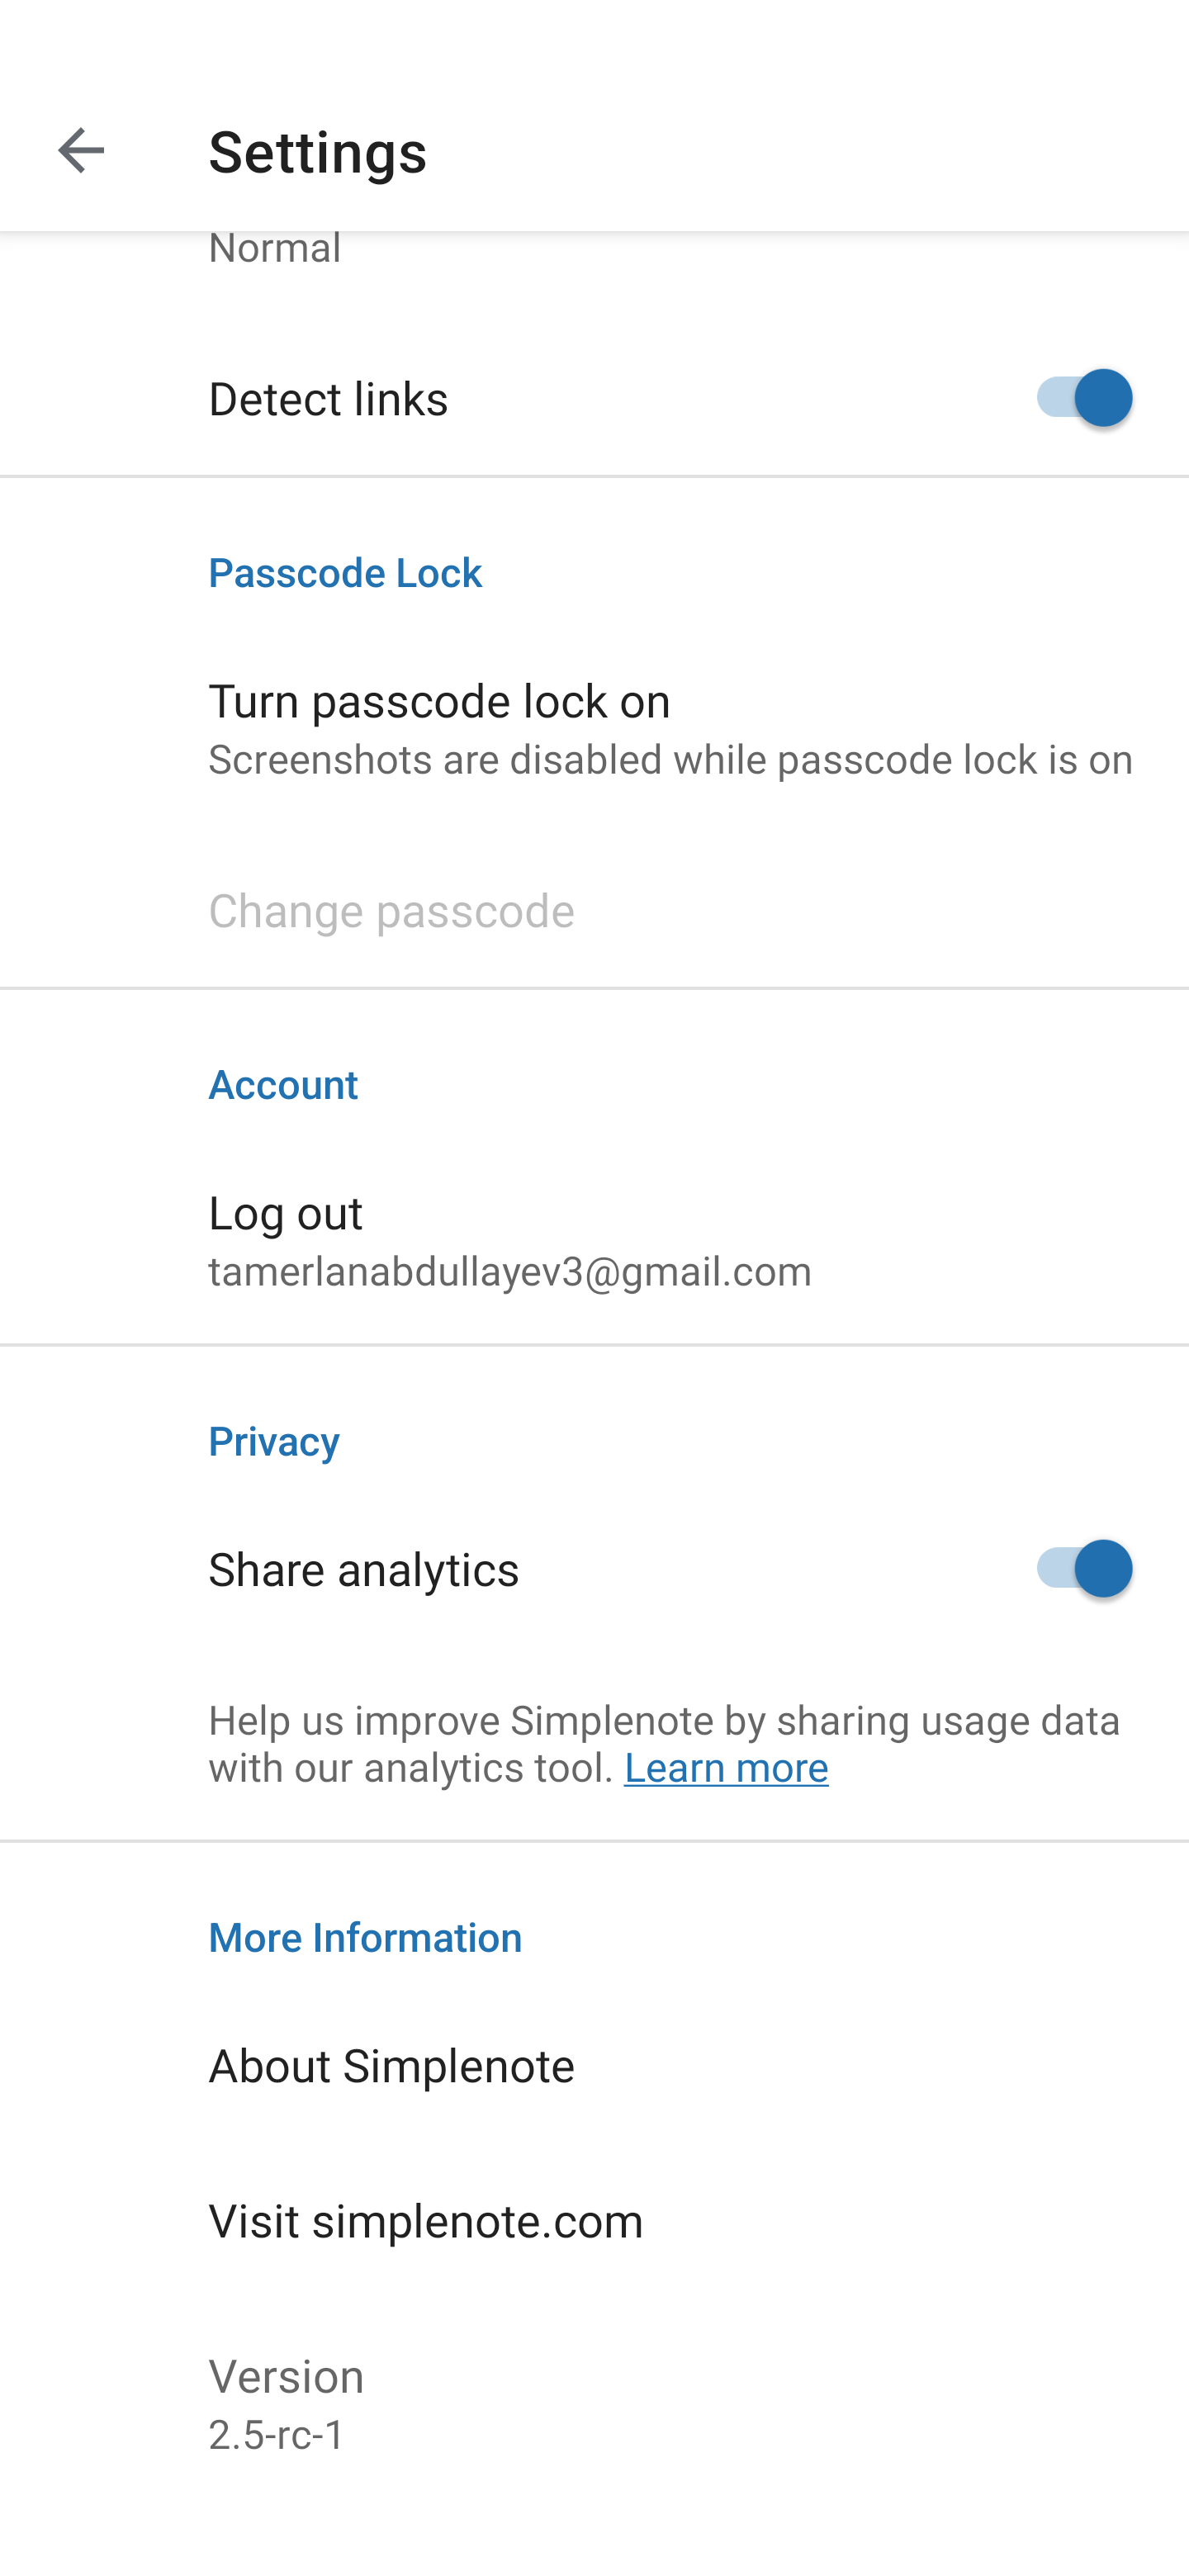 Settings
Normal
Detect links
Passcode Lock
Turn passcode lock on
Screenshots are disabled while passcode lock is on
Change passcode
Account
Log out
tamerlanabdullayev3@gmail.com
Privacy
Share analytics
Help us improve Simplenote by sharing usage data
with our analytics tool. Learn more
More Information
About Simplenote
Visit simplenote.com
Version
2.5-rc-1